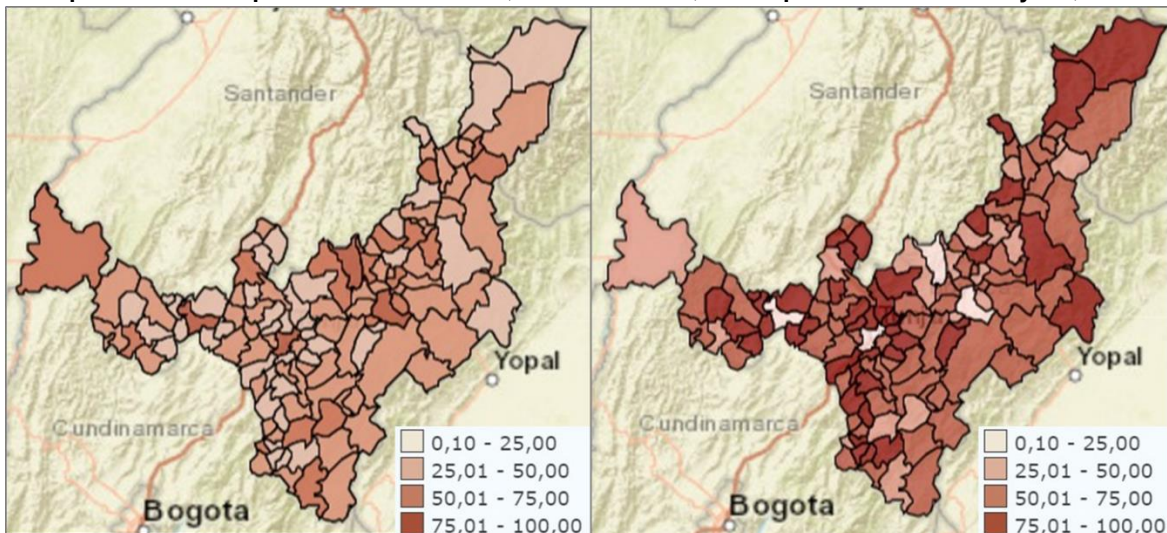 Santander
Yopal
Cundinamarca
Bogota
0,10 - 25,00
25,01 - 50,00
50,01 - 75,00
75,01 - 100,00
Santander
Yopal
Cundinamarca
Bogota
0,10 - 25,00
25,01 - 50,00
50,01 - 75,00
75,01 - 100,00